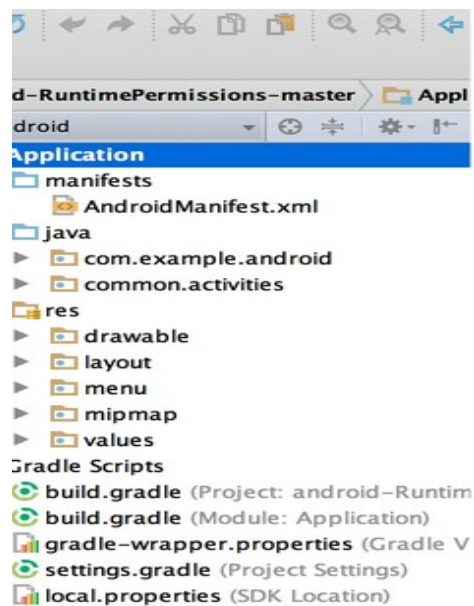 d-RuntimePermissions-master Appl
droid
Application
manifests
AndroidManifest.xml
java
com.example.android
common.activities
res
drawable
layout
menu
mipmap
values
Gradle Scripts
build.gradle (Project: android-Runtim
build.gradle (Module: Application)
gradle-wrapper.properties (Gradle V
settings.gradle (Project Settings)
local.properties (SDK Location)